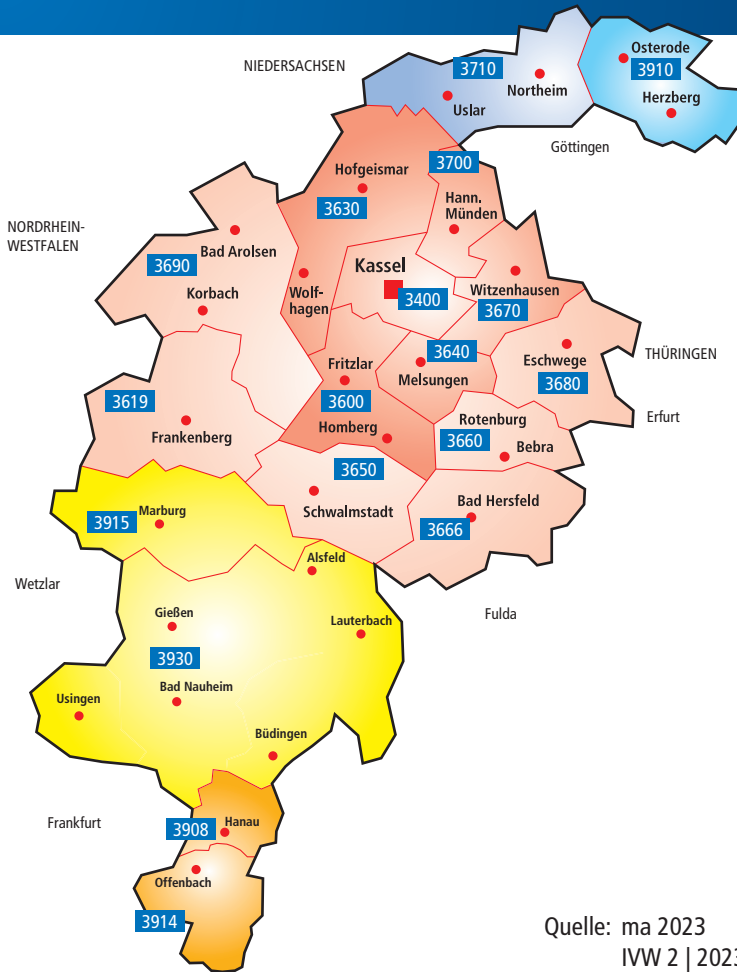 Osterode
3710
NIEDERSACHSEN
3910
Northeim
Herzberg
Uslar
Göttingen
3700
Hofgeismar
Hann.
Münden
3630
NORDRHEIN-
WESTFALEN
Bad Arolsen
3690
Kassel
Witzenhausen
Wolf-
hagen
3400
Korbach
3670
3640
Eschwege
THÜRINGEN
Fritzlar
Melsungen
3680
3619
3600
Rotenburg
Erfurt
Frankenberg
Homberg
3660
Bebra
3650
Bad Hersfeld
Schwalmstadt
Marburg
3915
3666
Alsfeld
Wetzlar
Gießen
Fulda
Lauterbach
3930
Bad Nauheim
Usingen
Büdingen
Frankfurt
3908
Hanau
Offenbach
3914
Quelle: ma 2023
IVW 2 | 2023